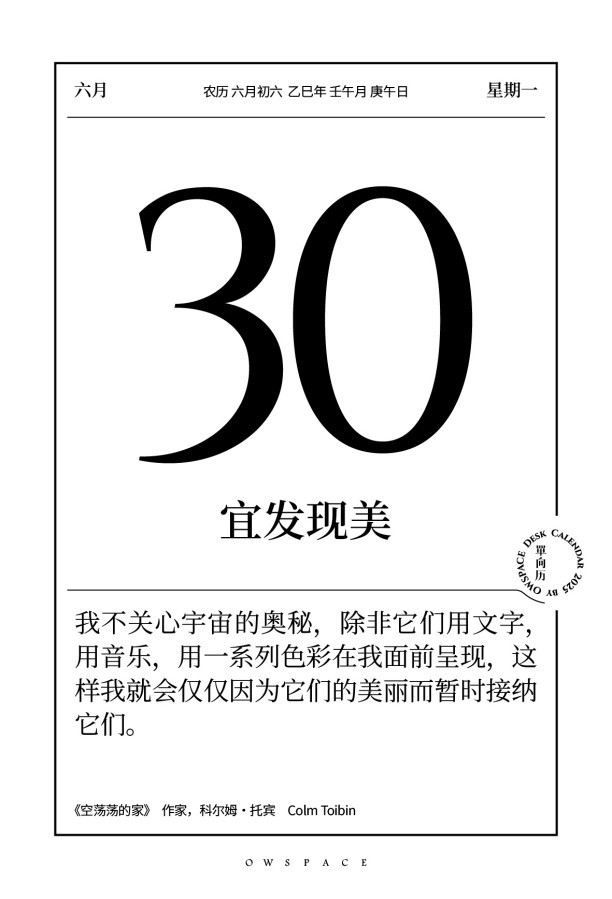 六月
农历 六月初六 乙巳年 壬午月 庚午日
星期一
30
宜发现美
OWSPACE DESK CALENDAR 2025 BY
單向历
我不关心宇宙的奥秘，除非它们用文字，
用音乐，用一系列色彩在我面前呈现，这
样我就会仅仅因为它们的美丽而暂时接纳
它们。
《空荡荡的家》 作家，科尔姆·托宾 Colm Toibin
OWSPACE